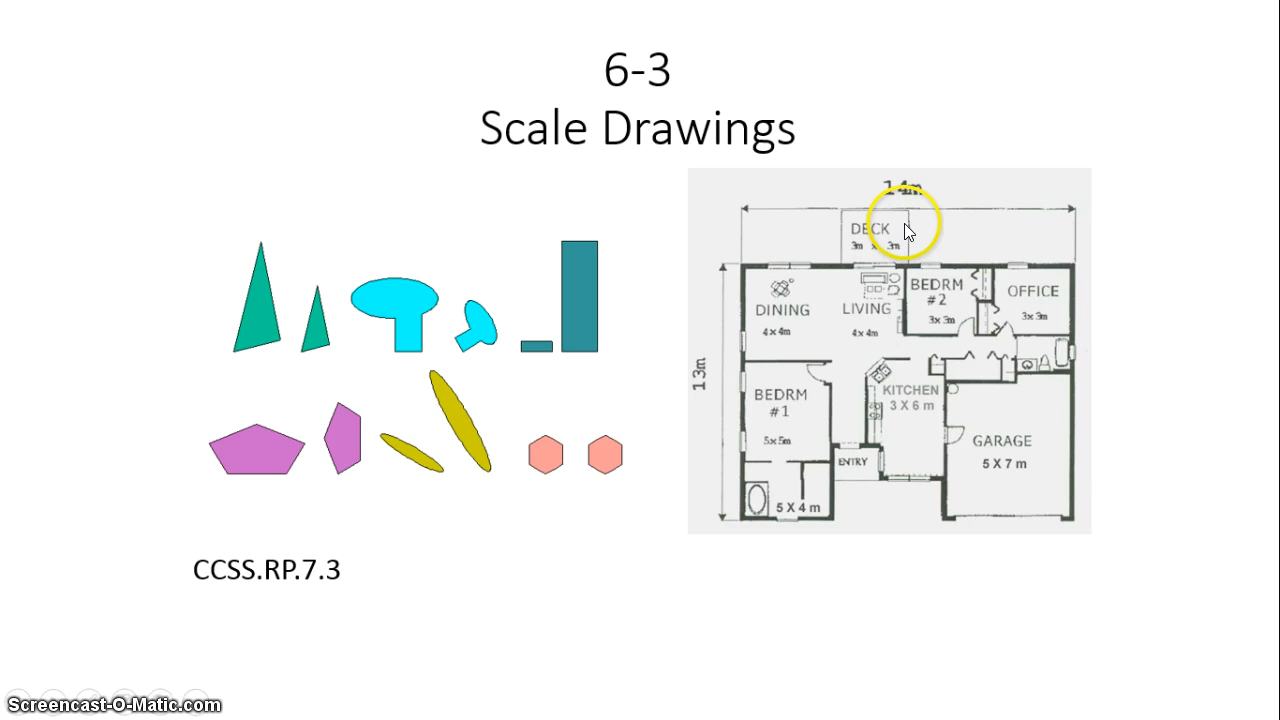 6-3
Scale Drawings
14m
DECK
3m x 3m
13m
DINING
4 x 4m
LIVING
4 x 4m
BEDRM
#2
3x 3m
OFFICE
3x 3m
BEDRM
#1
5x 5m
KITCHEN
3 X 6 m
GARAGE
5 X 7 m
ENTRY
5 X 4 m
CCSS.RP.7.3
Screencast-O-Matic.com